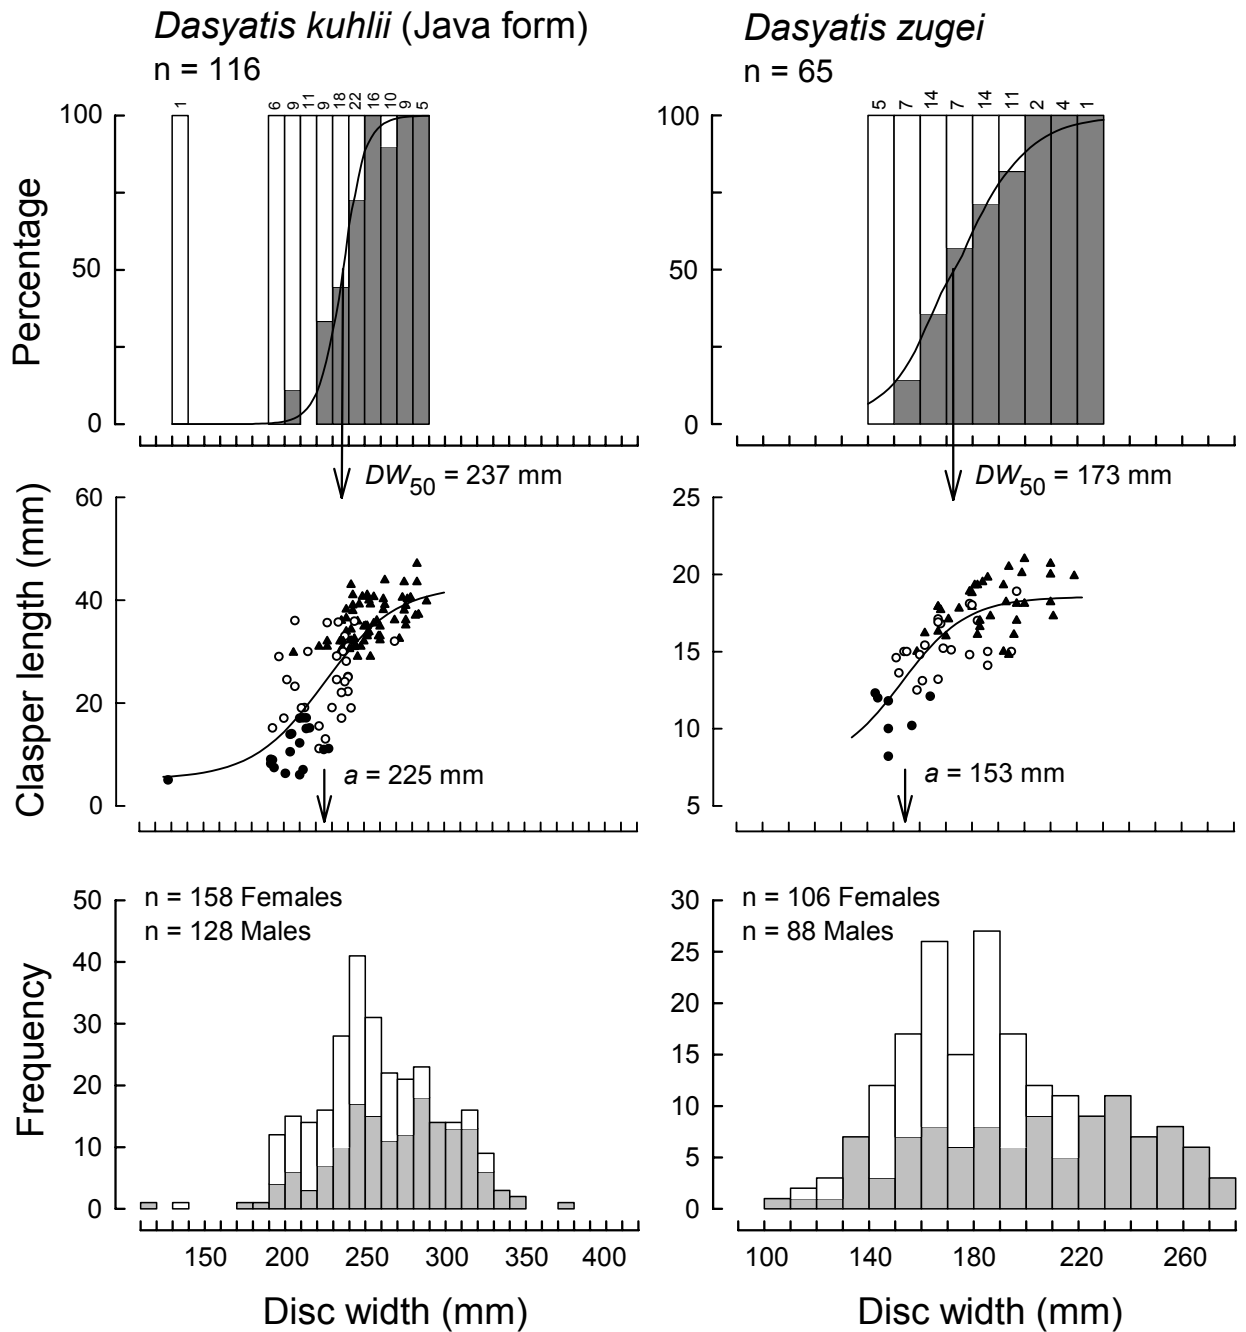 Dasyatis kuhlii (Java form)
n = 116
1 6 9 11 9 18 22 16 10 9 5
100
50
0
Percentage
DW50 = 237 mm
Dasyatis zugei
n = 65
5 7 14 7 14 11 2 4 1
100
50
0
DW50 = 173 mm
60
40
20
0
Clasper length (mm)
a = 225 mm
25
20
15
10
5
a = 153 mm
n = 158 Females
n = 128 Males
50
40
30
20
10
0
Frequency
150 200 250 300 350 400
Disc width (mm)
n = 106 Females
n = 88 Males
30
25
20
15
10
5
0
100 140 180 220 260
Disc width (mm)